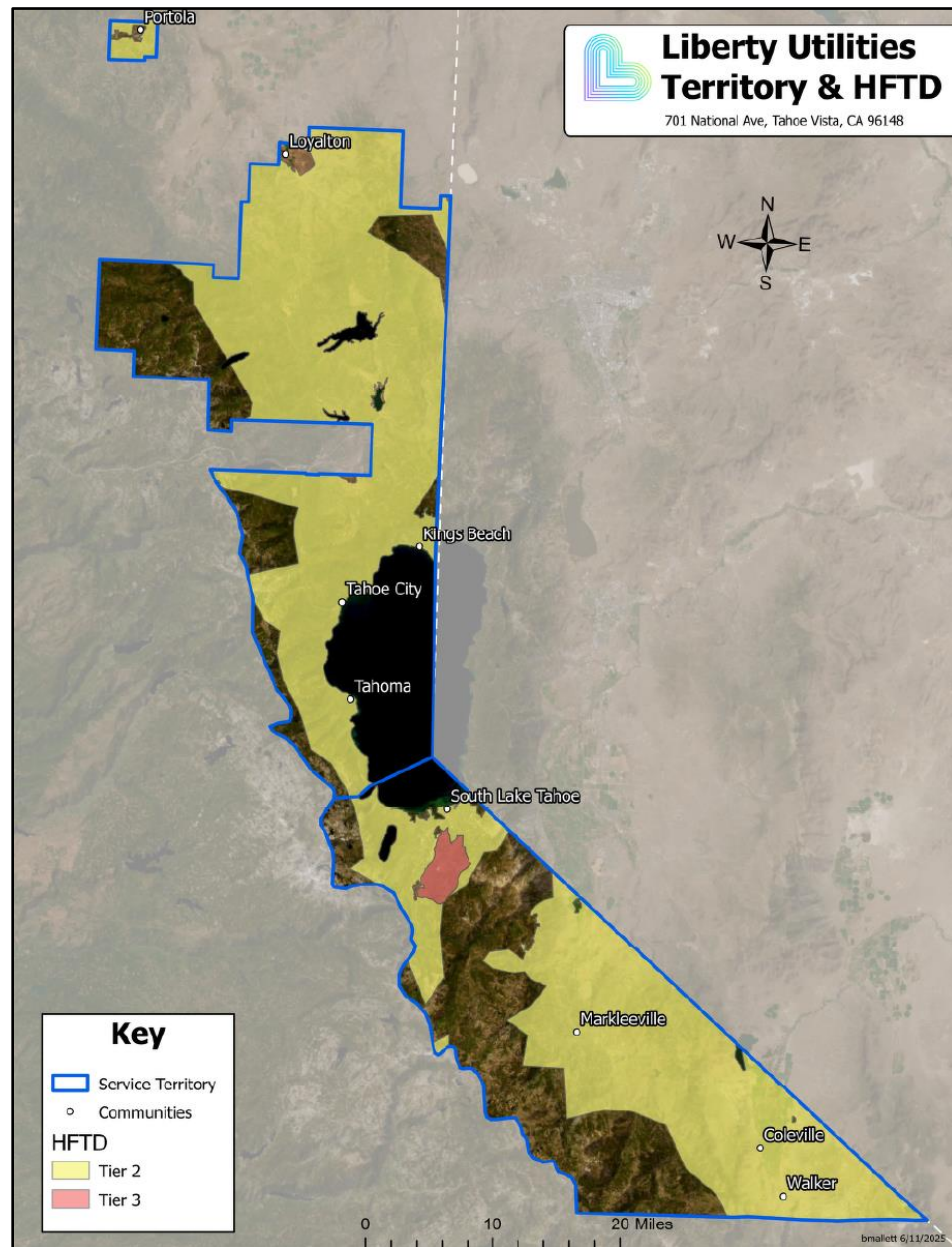 Portola
Liberty Utilities
Territory & HFTD
701 National Ave, Tahoe Vista, CA 96148
Loyalton
N
W
E
S
Kings Beach
Tahoe City
Tahoma
South Lake Tahoe
Markleeville
Coleville
Walker
Key
Service Territory
Communities
HFTD
Tier 2
Tier 3
0
10
20 Miles
bmallett 6/11/2025